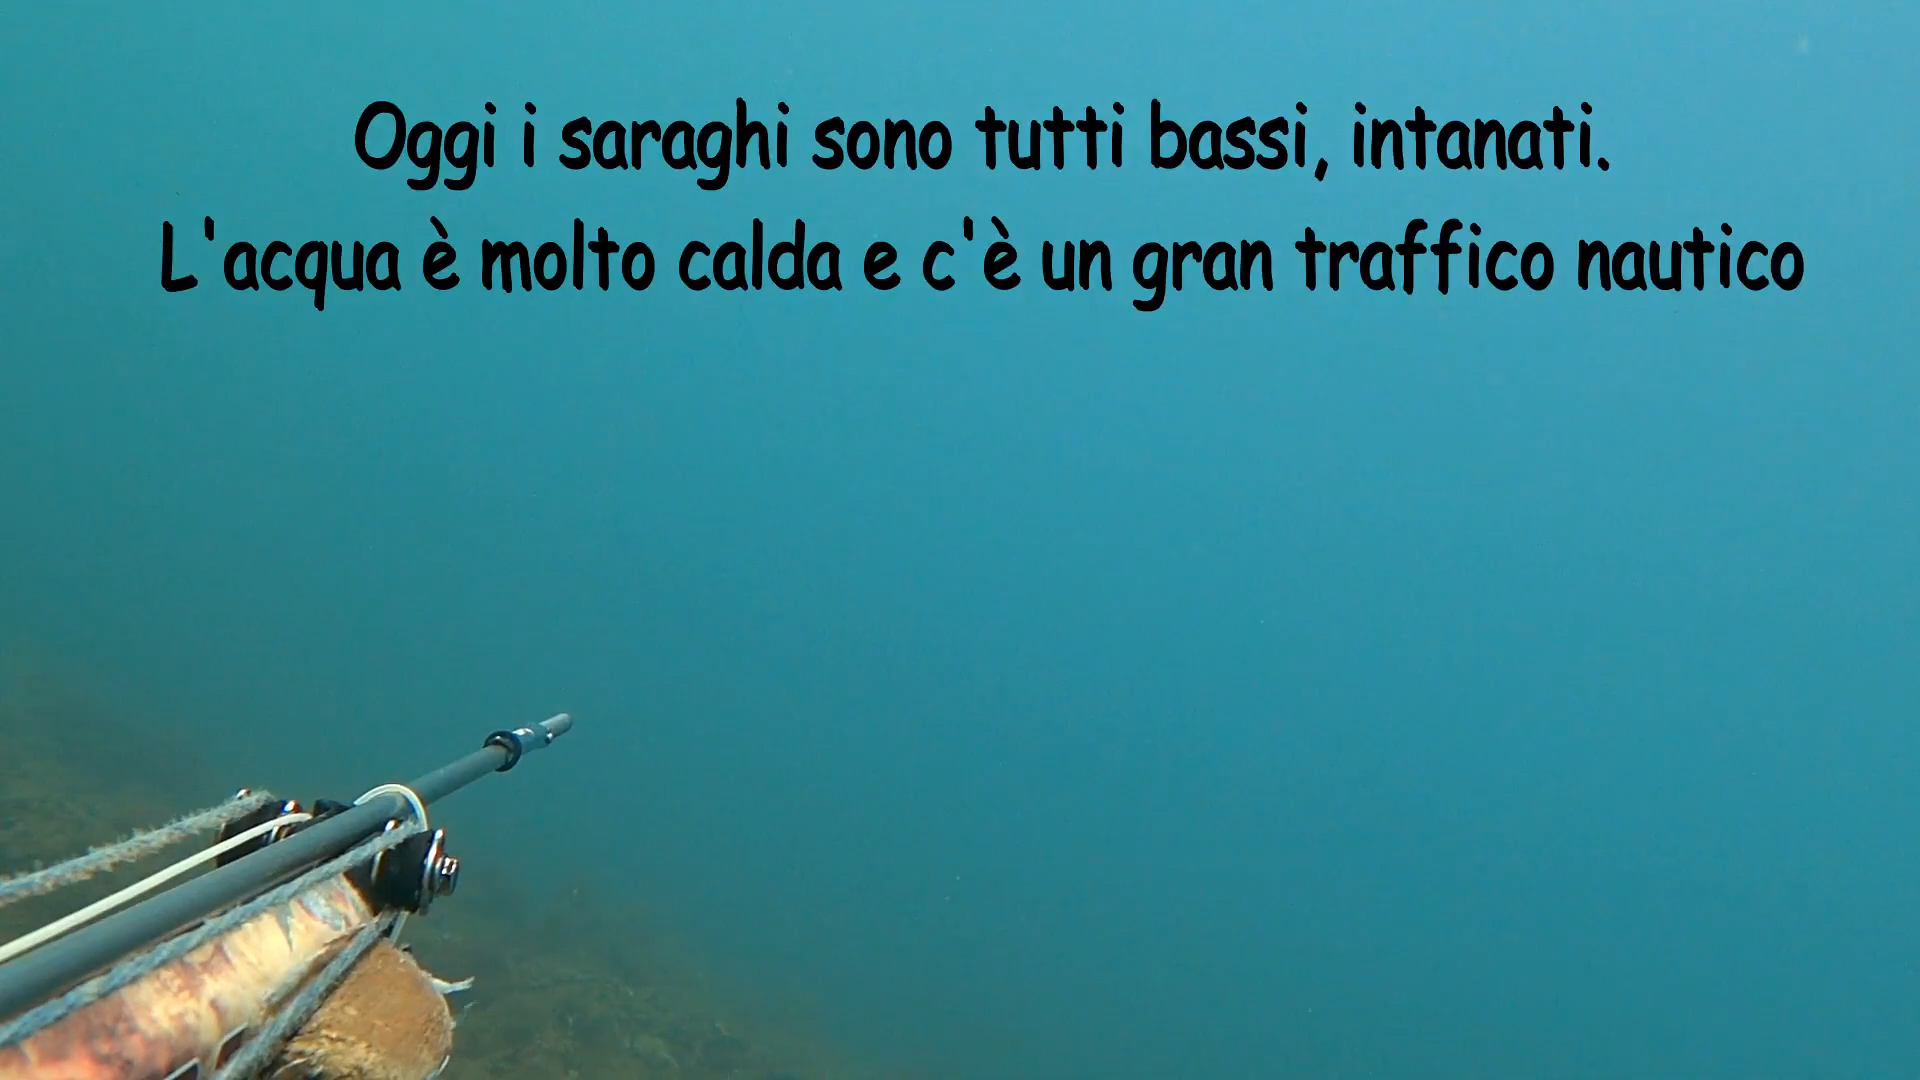 Oggi i saraghi sono tutti bassi, intanati.
L'acqua è molto calda e c'è un gran traffico nautico